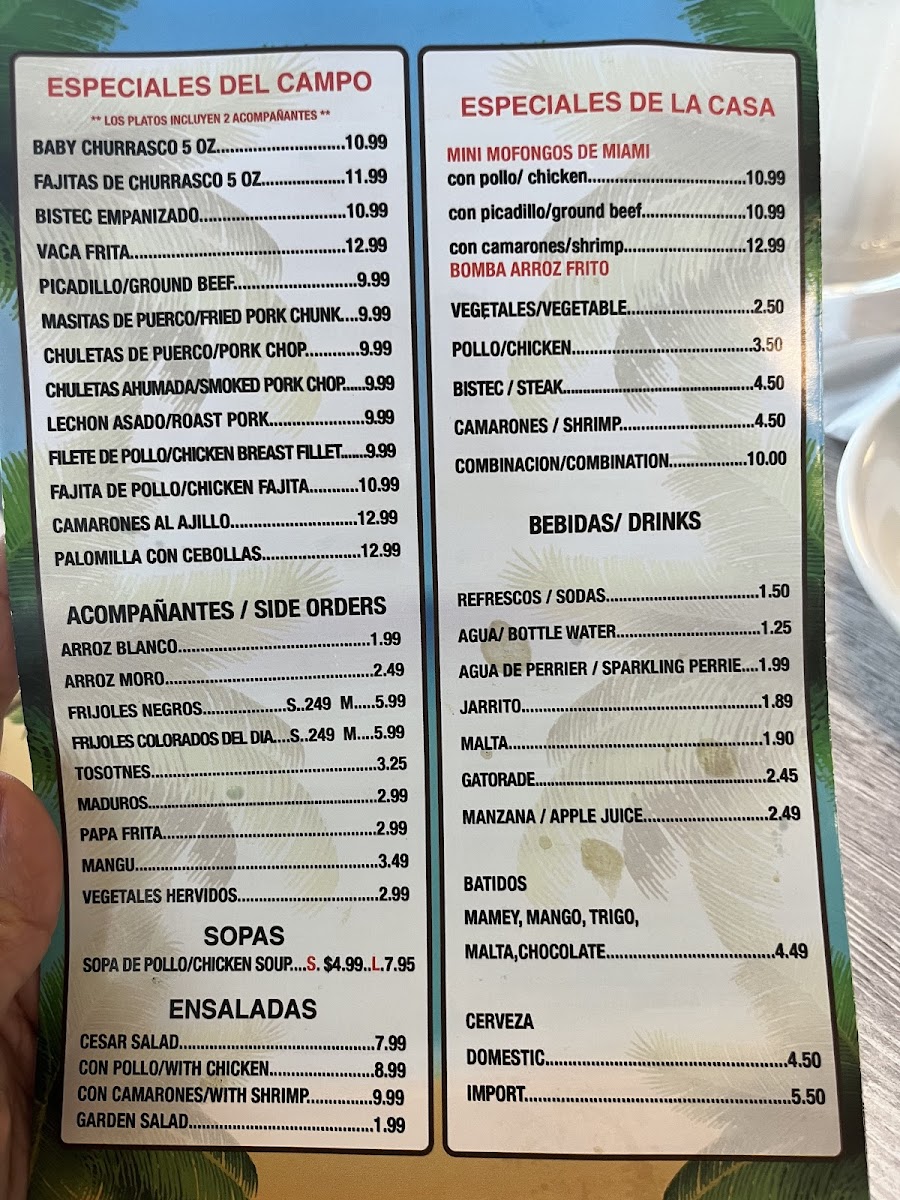 ESPECIALES DEL CAMPO
** LOS PLATOS INCLUYEN 2 ACOMPAÑANTES **
BABY CHURRASCO 5 OZ............................10.99
FAJITAS DE CHURRASCO 5 OZ..................11.99
BISTEC EMPANIZADO................................10.99
VACA FRITA...............................................12.99
PICADILLO/GROUND BEEF...........................9.99
MASITAS DE PUERCO/FRIED PORK CHUNK....9.99
CHULETAS DE PUERCO/PORK CHOP............9.99
CHULETAS AHUMADA/SMOKED PORK CHOP.....9.99
LECHON ASADO/ROAST PORK.....................9.99
FILETE DE POLLO/CHICKEN BREAST FILLET......9.99
FAJITA DE POLLO/CHICKEN FAJITA...........10.99
CAMARONES AL AJILLO............................12.99
PALOMILLA CON CEBOLLAS......................12.99
ACOMPAÑANTES / SIDE ORDERS
ARROZ BLANCO..........................................1.99
ARROZ MORO..............................................2.49
FRIJOLES NEGROS..................S..249 M.....5.99
FRIJOLES COLORADOS DEL DIA....S..249 M....5.99
TOSOTNES..................................................3.25
MADUROS...................................................2.99
PAPA FRITA................................................2.99
MANGU......................................................3.49
VEGETALES HERVIDOS...............................2.99
SOPAS
SOPA DE POLLO/CHICKEN SOUP....S. $4.99..L.7.95
ENSALADAS
CESAR SALAD...........................................7.99
CON POLLO/WITH CHICKEN.......................8.99
CON CAMARONES/WITH SHRIMP..............9.99
GARDEN SALAD.........................................1.99
ESPECIALES DE LA CASA
MINI MOFONGOS DE MIAMI
con pollo/ chicken..................................10.99
con picadillo/ground beef.......................10.99
con camarones/shrimp..........................12.99
BOMBA ARROZ FRITO
VEGETALES/VEGETABLE............................2.50
POLLO/CHICKEN........................................3.50
BISTEC / STEAK.........................................4.50
CAMARONES / SHRIMP.............................4.50
COMBINACION/COMBINATION.................10.00
BEBIDAS/ DRINKS
REFRESCOS / SODAS.................................1.50
AGUA/ BOTTLE WATER...............................1.25
AGUA DE PERRIER / SPARKLING PERRIE....1.99
JARRITO....................................................1.89
MALTA.......................................................1.90
GATORADE.................................................2.45
MANZANA / APPLE JUICE...........................2.49
BATIDOS
MAMEY, MANGO, TRIGO,
MALTA,CHOCOLATE....................................4.49
CERVEZA
DOMESTIC..................................................4.50
IMPORT......................................................5.50